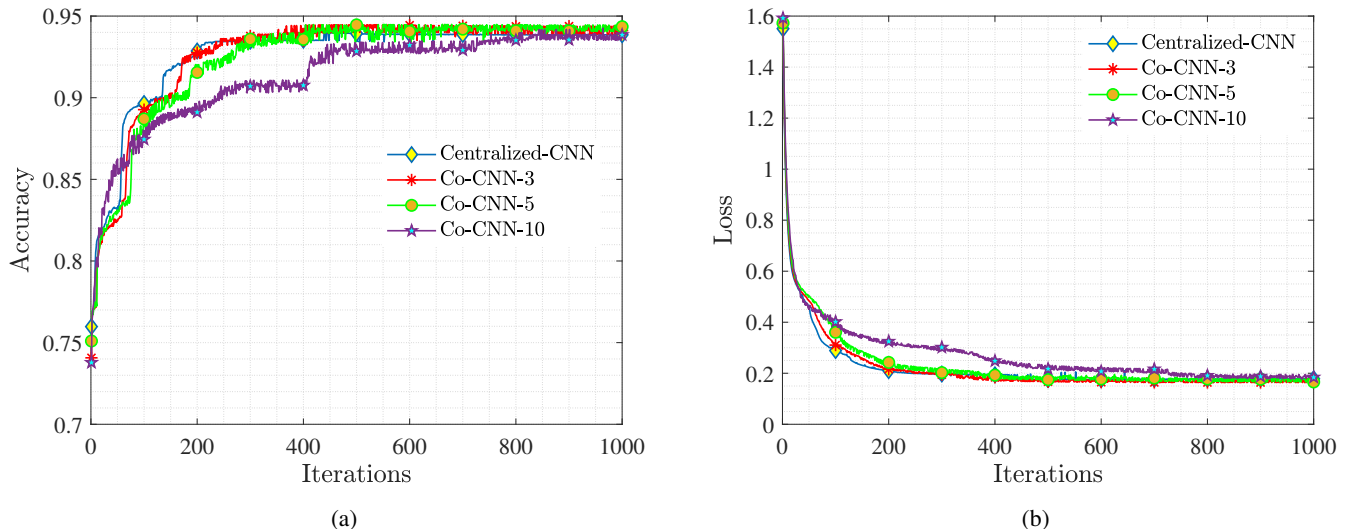 0.95
0.9
0.85
0.8
0.75
0.7
Accuracy
0 200 400 600 800 1000
Iterations
Centralized-CNN
Co-CNN-3
Co-CNN-5
Co-CNN-10
(a)
1.6
1.4
1.2
1
0.8
0.6
0.4
0.2
0
Loss
0 200 400 600 800 1000
Iterations
Centralized-CNN
Co-CNN-3
Co-CNN-5
Co-CNN-10
(b)